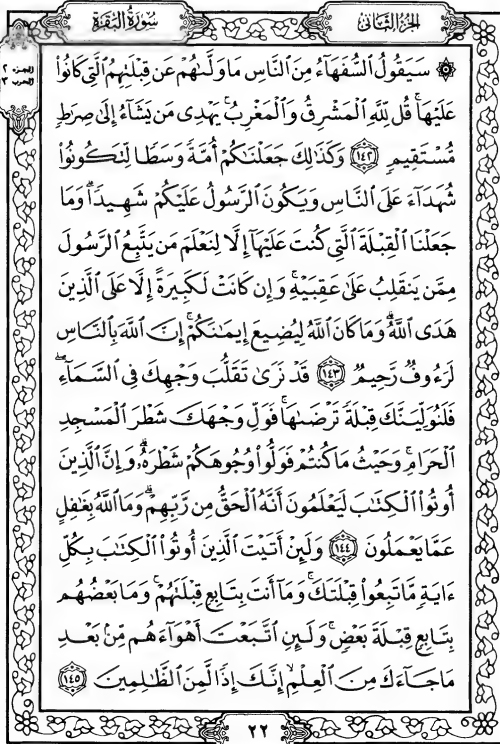 سُورَةُ البَقَرَةِ
الجُزْءُ الثَّانِى
الجزء ٢
الحزب ٣
۞ سَيَقُولُ ٱلسُّفَهَآءُ مِنَ ٱلنَّاسِ مَا وَلَّىٰهُمْ عَن قِبْلَتِهِمُ ٱلَّتِى كَانُوا۟
عَلَيْهَا ۚ قُل لِّلَّهِ ٱلْمَشْرِقُ وَٱلْمَغْرِبُ ۚ يَهْدِى مَن يَشَآءُ إِلَىٰ صِرَٰطٍ
مُّسْتَقِيمٍ ١٤٢ وَكَذَٰلِكَ جَعَلْنَٰكُمْ أُمَّةً وَسَطًا لِّتَكُونُوا۟
شُهَدَآءَ عَلَى ٱلنَّاسِ وَيَكُونَ ٱلرَّسُولُ عَلَيْكُمْ شَهِيدًا ۗ وَمَا
جَعَلْنَا ٱلْقِبْلَةَ ٱلَّتِى كُنتَ عَلَيْهَآ إِلَّا لِنَعْلَمَ مَن يَتَّبِعُ ٱلرَّسُولَ
مِمَّن يَنقَلِبُ عَلَىٰ عَقِبَيْهِ ۚ وَإِن كَانَتْ لَكَبِيرَةً إِلَّا عَلَى ٱلَّذِينَ
هَدَى ٱللَّهُ ۗ وَمَا كَانَ ٱللَّهُ لِيُضِيعَ إِيمَٰنَكُمْ ۚ إِنَّ ٱللَّهَ بِٱلنَّاسِ
لَرَءُوفٌ رَّحِيمٌ ١٤٣ قَدْ نَرَىٰ تَقَلُّبَ وَجْهِكَ فِى ٱلسَّمَآءِ ۖ
فَلَنُوَلِّيَنَّكَ قِبْلَةً تَرْضَىٰهَا ۚ فَوَلِّ وَجْهَكَ شَطْرَ ٱلْمَسْجِدِ
ٱلْحَرَامِ ۚ وَحَيْثُ مَا كُنتُمْ فَوَلُّوا۟ وُجُوهَكُمْ شَطْرَهُۥ ۗ وَإِنَّ ٱلَّذِينَ
أُوتُوا۟ ٱلْكِتَٰبَ لَيَعْلَمُونَ أَنَّهُ ٱلْحَقُّ مِن رَّبِّهِمْ ۗ وَمَا ٱللَّهُ بِغَٰفِلٍ
عَمَّا يَعْمَلُونَ ١٤٤ وَلَئِنْ أَتَيْتَ ٱلَّذِينَ أُوتُوا۟ ٱلْكِتَٰبَ بِكُلِّ
ءَايَةٍ مَّا تَبِعُوا۟ قِبْلَتَكَ ۚ وَمَآ أَنتَ بِتَابِعٍ قِبْلَتَهُمْ ۚ وَمَا بَعْضُهُم
بِتَابِعٍ قِبْلَةَ بَعْضٍ ۚ وَلَئِنِ ٱتَّبَعْتَ أَهْوَآءَهُم مِّنۢ بَعْدِ
مَا جَآءَكَ مِنَ ٱلْعِلْمِ ۙ إِنَّكَ إِذًا لَّمِنَ ٱلظَّٰلِمِينَ ١٤٥
٢٢